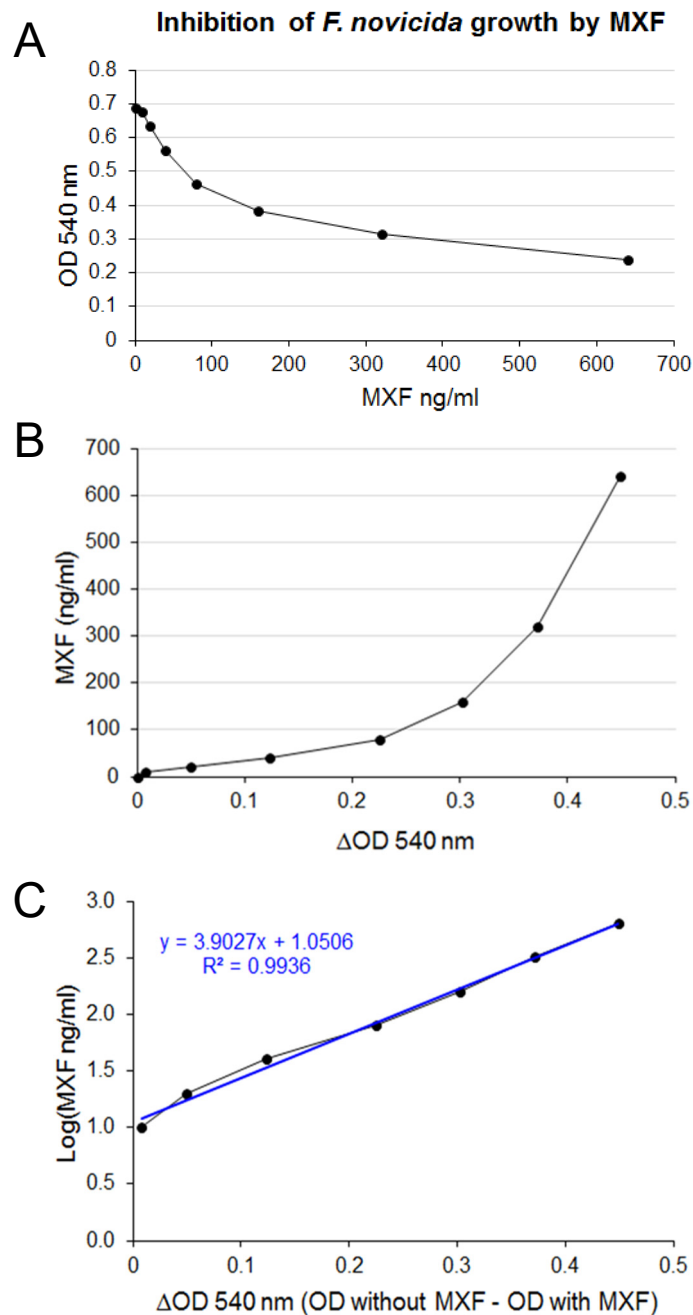 Inhibition of F. novicida growth by MXF
A
0.8
0.7
0.6
0.5
0.4
0.3
0.2
0.1
0
OD 540 nm
0 100 200 300 400 500 600 700
MXF ng/ml
B
700
600
500
400
300
200
100
0
MXF (ng/ml)
0 0.1 0.2 0.3 0.4 0.5
ΔOD 540 nm
C
3.0
2.5
2.0
1.5
1.0
0.5
0.0
Log(MXF ng/ml)
y = 3.9027x + 1.0506
R² = 0.9936
0 0.1 0.2 0.3 0.4 0.5
ΔOD 540 nm (OD without MXF - OD with MXF)